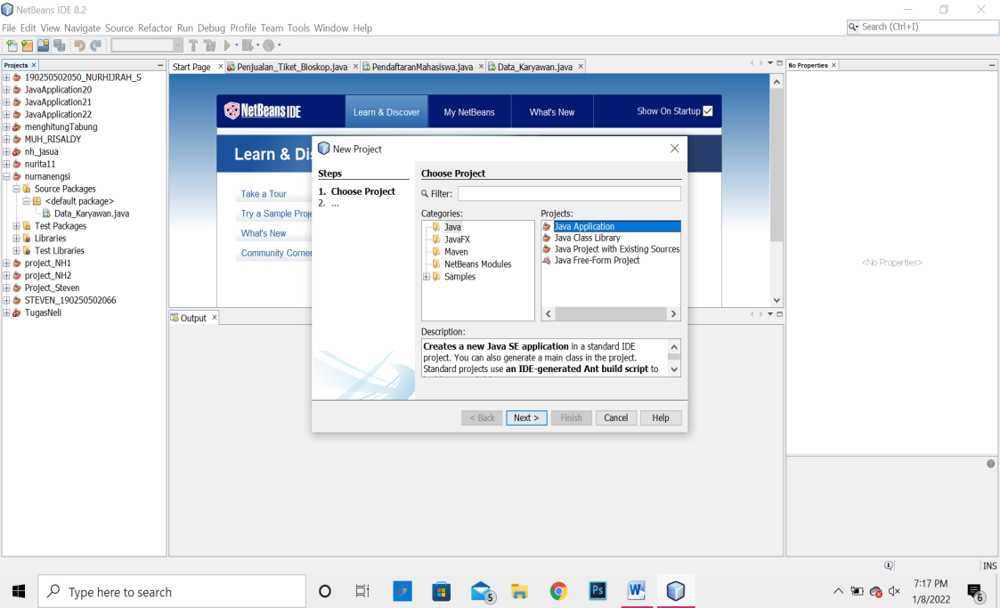 NetBeans IDE 8.2
File Edit View Navigate Source Refactor Run Debug Profile Team Tools Window Help
Search (Ctrl+I)
Projects ×
190250502050_NURHIJRAH_S
JavaApplication20
JavaApplication21
JavaApplication22
menghitungTabung
MUH_RISALDY
nh_jasua
nurita11
nurnanengsi
Source Packages
<default package>
Data_Karyawan.java
Test Packages
Libraries
Test Libraries
project_NH1
project_NH2
Project_Steven
STEVEN_190250502066
TugasNeli
Start Page × Penjualan_Tiket_Bioskop.java × PendaftaranMahasiswa.java × Data_Karyawan.java ×
NetBeans IDE
Learn & Discover My NetBeans What's New Show On Startup
Learn & Di
Take a Tour
Try a Sample Proje
What's New
Community Corner
New Project
Steps
1. Choose Project
2. ...
Choose Project
Filter:
Categories:
Java
JavaFX
Maven
NetBeans Modules
Samples
Projects:
Java Application
Java Class Library
Java Project with Existing Sources
Java Free-Form Project
Description:
Creates a new Java SE application in a standard IDE
project. You can also generate a main class in the project.
Standard projects use an IDE-generated Ant build script to
< Back Next > Finish Cancel Help
Output ×
No Properties ×
<No Properties>
INS
Type here to search
5
Ps
W
7:17 PM
1/8/2022
6